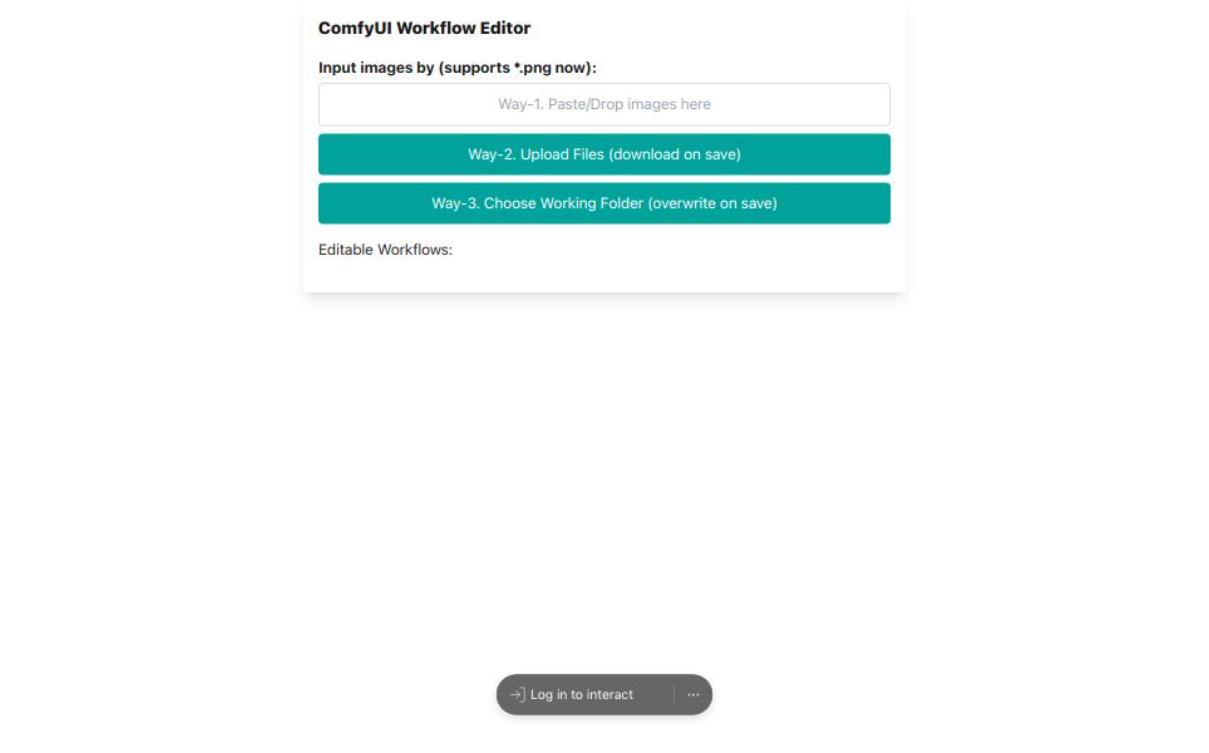 ComfyUI Workflow Editor
Input images by (supports *.png now):
Way-1. Paste/Drop images here
Way-2. Upload Files (download on save)
Way-3. Choose Working Folder (overwrite on save)
Editable Workflows:
Log in to interact